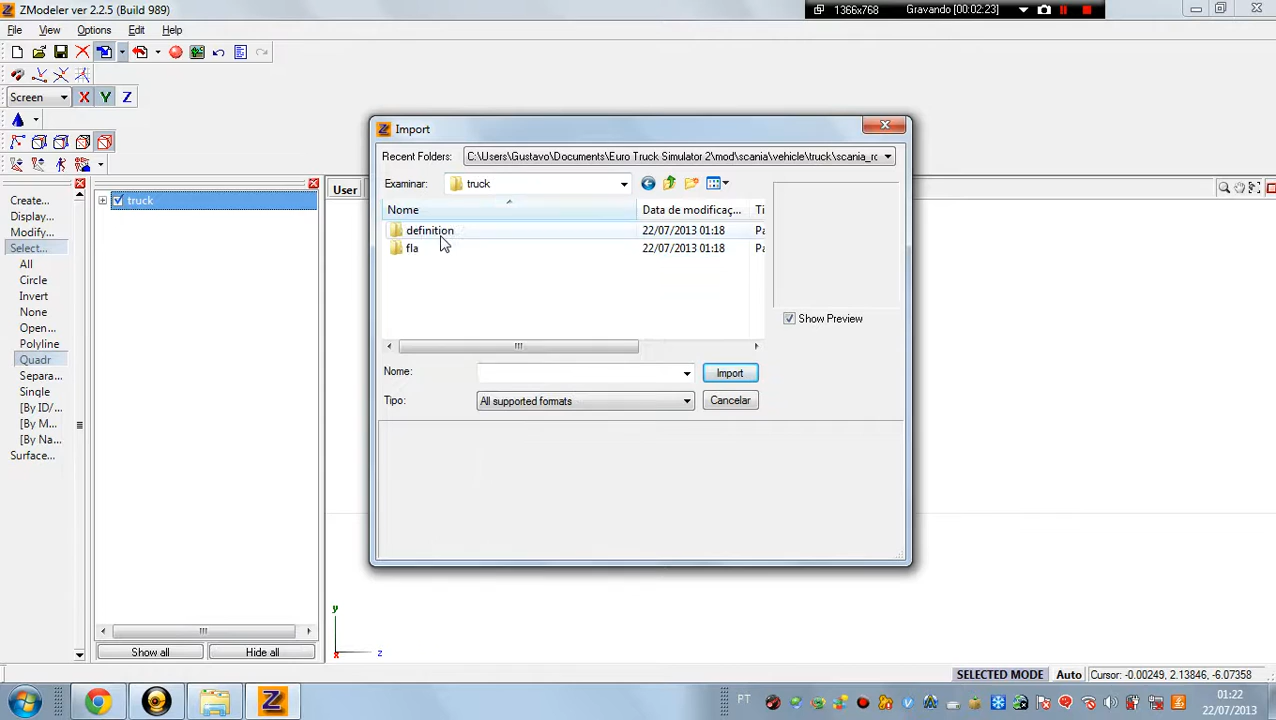 ZModeler ver 2.2.5 (Build 989)
1366x768
Gravando [00:02:23]
File View Options Edit Help
Screen X Y Z
Create...
Display...
Modify...
Select...
All
Circle
Invert
None
Open...
Polyline
Quadr
Separa...
Single
[By ID/...
[By M...
[By Na...
Surface...
truck
Show all Hide all
User
Import
Recent Folders: C:\Users\Gustavo\Documents\Euro Truck Simulator 2\mod\scania\vehicle\truck\scania_rc
Examinar: truck
Nome Data de modificaç... Ti
definition 22/07/2013 01:18 Pa
fla 22/07/2013 01:18 Pa
Show Preview
Nome: Import
Tipo: All supported formats Cancelar
y
x z
SELECTED MODE Auto Cursor: -0.00249, 2.13846, -6.07358
PT 01:22
22/07/2013